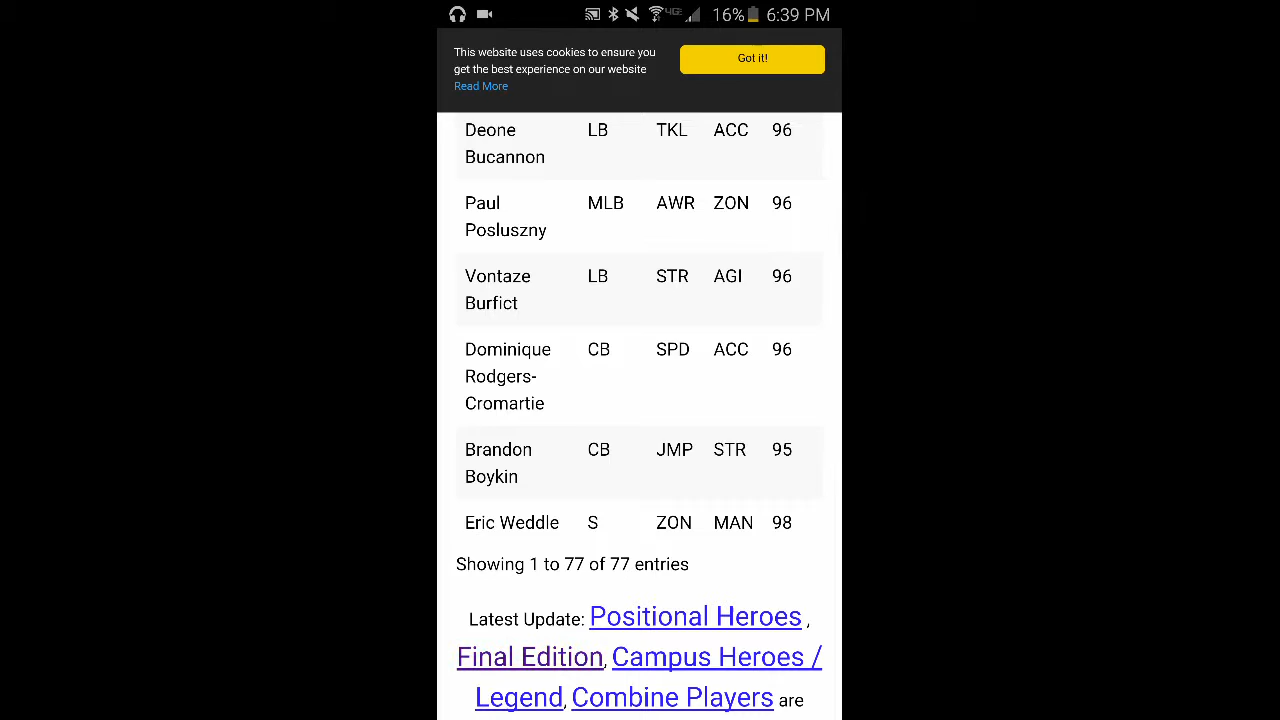 4G 16% 6:39 PM
This website uses cookies to ensure you
get the best experience on our website
Read More
Got it!
Deone
Bucannon LB TKL ACC 96
Paul
Posluszny MLB AWR ZON 96
Vontaze
Burfict LB STR AGI 96
Dominique
Rodgers-
Cromartie CB SPD ACC 96
Brandon
Boykin CB JMP STR 95
Eric Weddle S ZON MAN 98
Showing 1 to 77 of 77 entries
Latest Update: Positional Heroes ,
Final Edition, Campus Heroes /
Legend, Combine Players are